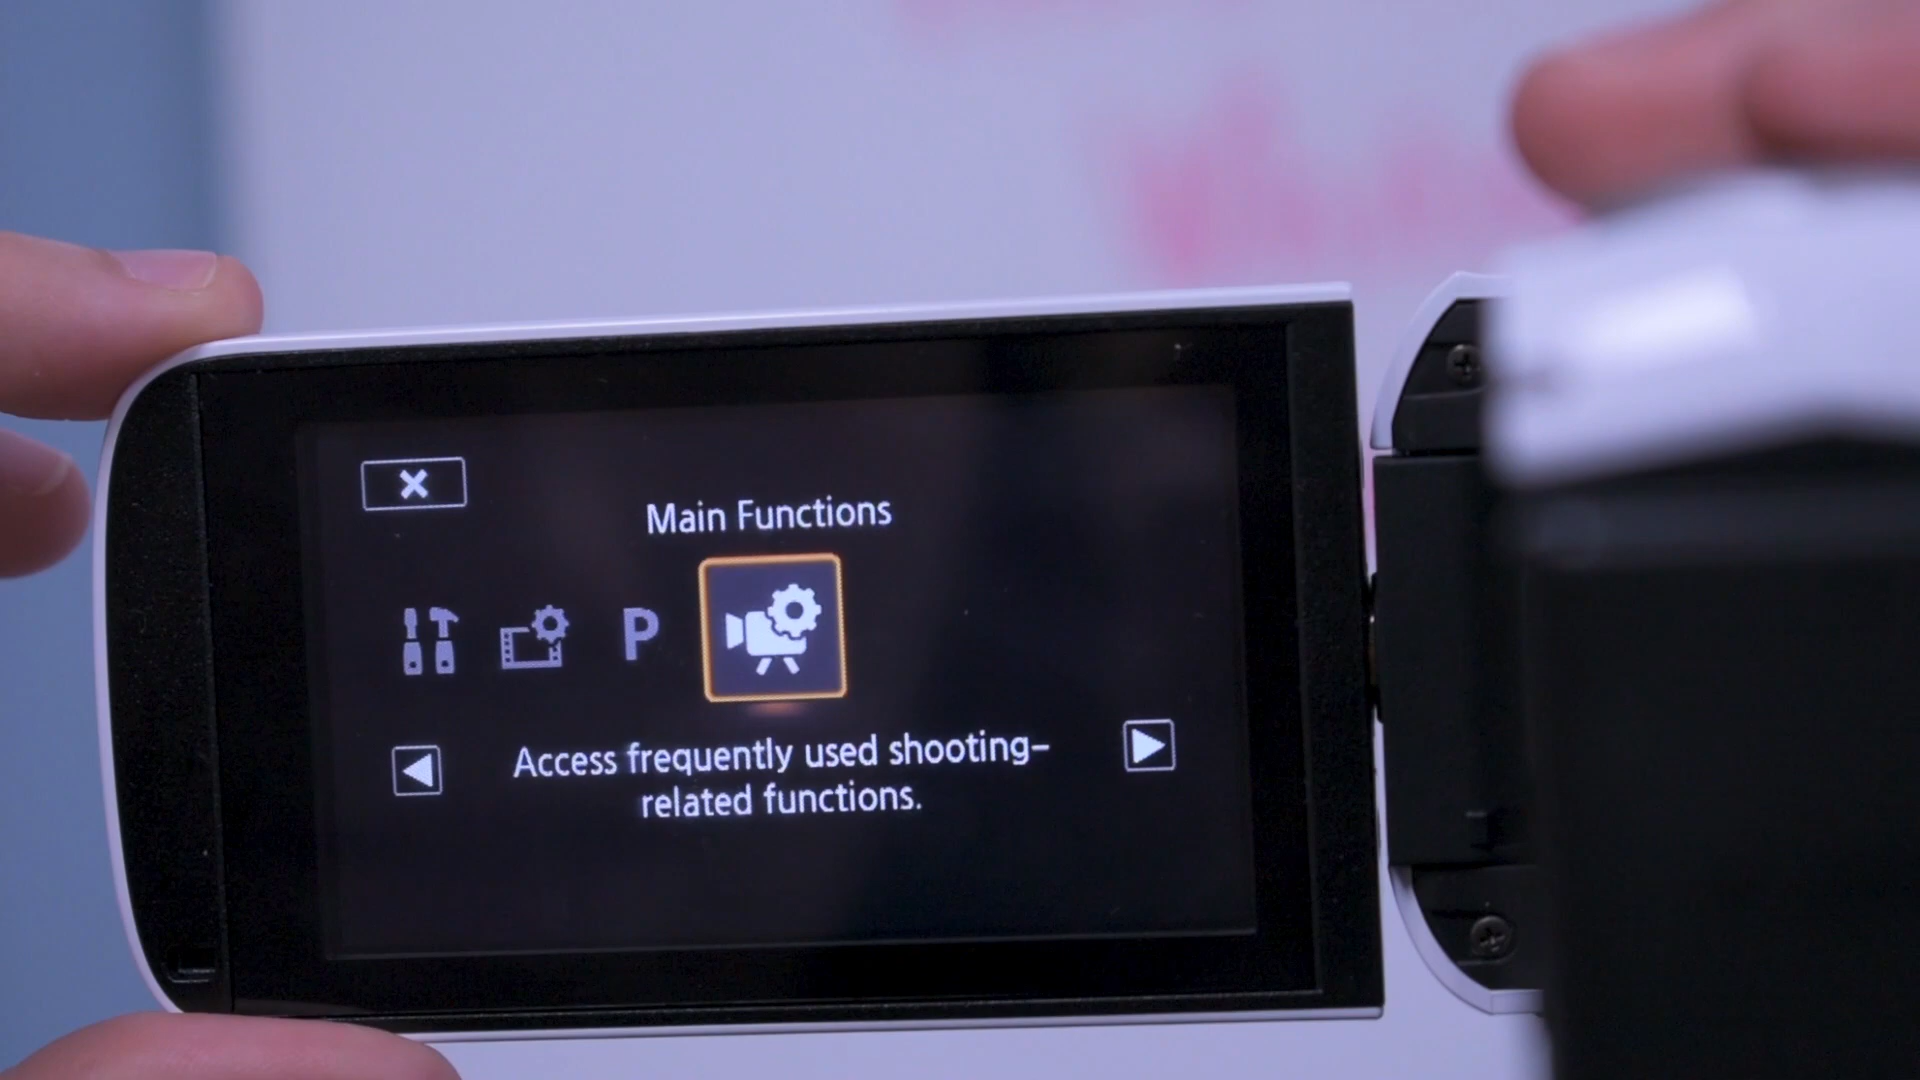 Main Functions
P
Access frequently used shooting-
related functions.